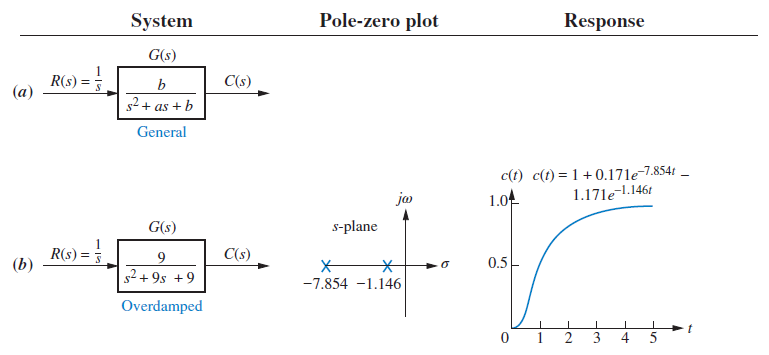 System Pole-zero plot Response
G(s)
(a) R(s) = 1/s b/(s² + as + b) C(s)
General
c(t) c(t) = 1 + 0.171e^−7.854t −
1.171e^−1.146t
jω
1.0
G(s) s-plane
(b) R(s) = 1/s 9/(s² + 9s + 9) C(s) σ 0.5
−7.854 −1.146
Overdamped
0 1 2 3 4 5 t